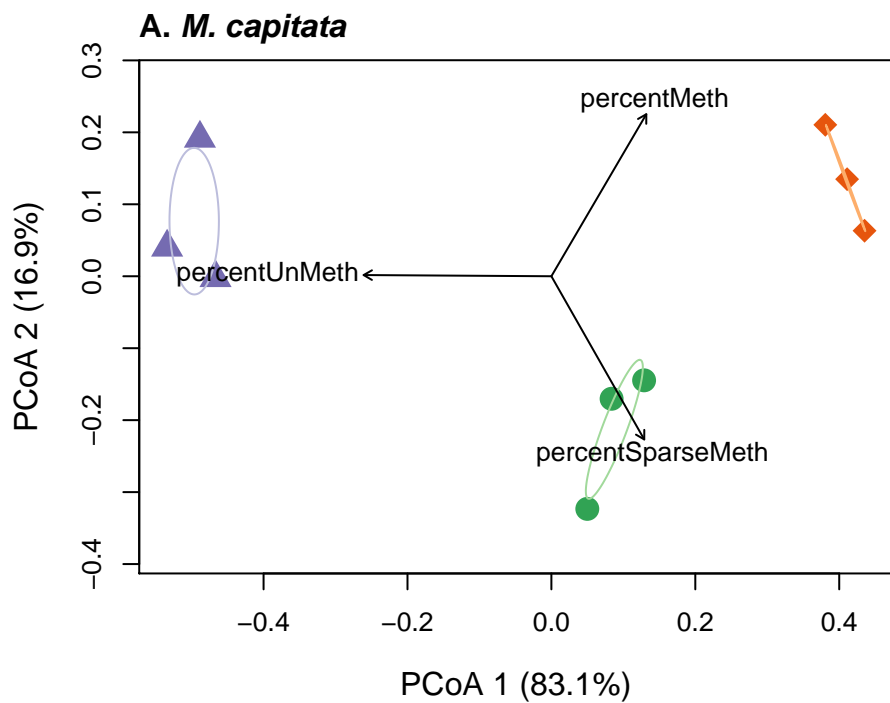 A. M. capitata
percentMeth
percentUnMeth
percentSparseMeth
PCoA 2 (16.9%)
0.3
0.2
0.1
0.0
−0.2
−0.4
−0.4 −0.2 0.0 0.2 0.4
PCoA 1 (83.1%)